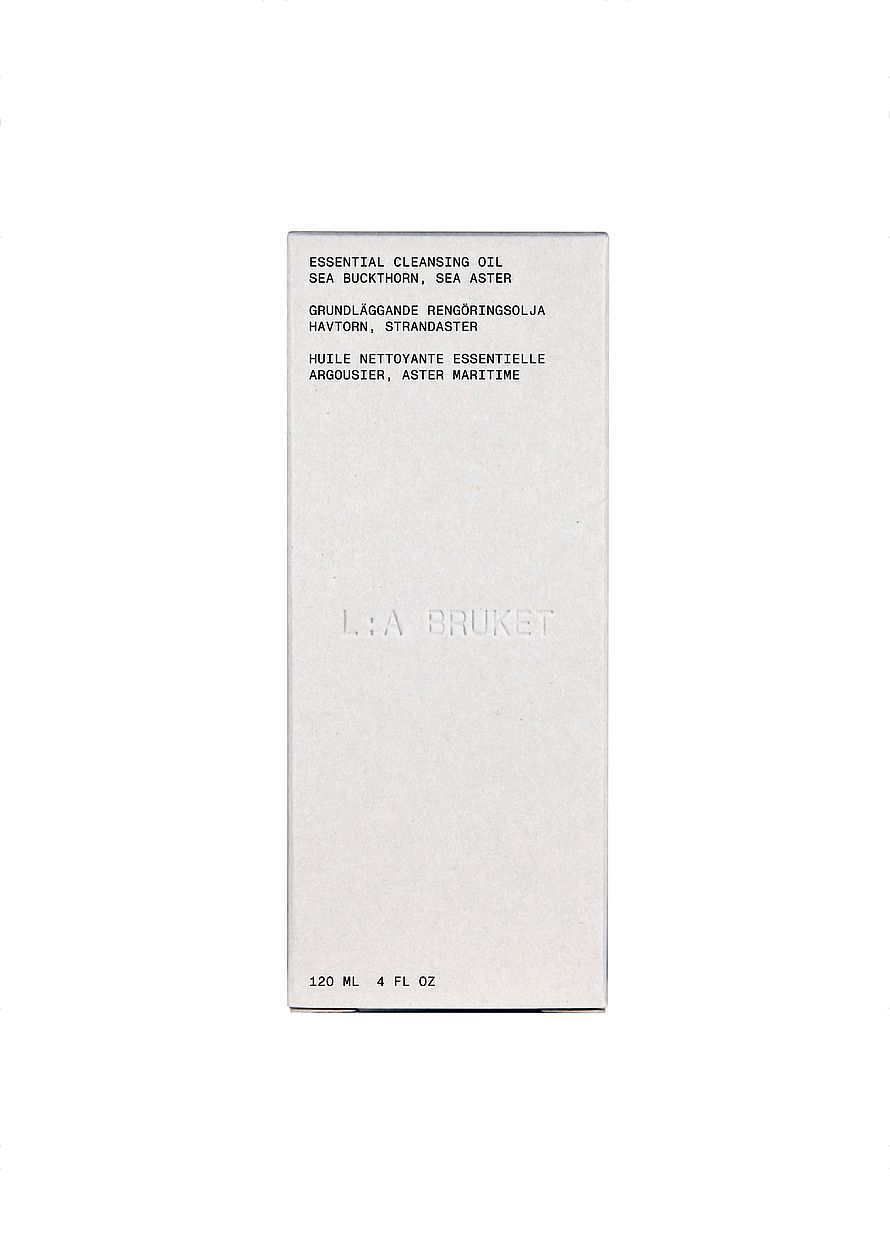 ESSENTIAL CLEANSING OIL
SEA BUCKTHORN, SEA ASTER
GRUNDLÄGGANDE RENGÖRINGSOLJA
HAVTORN, STRANDASTER
HUILE NETTOYANTE ESSENTIELLE
ARGOUSIER, ASTER MARITIME
L:A BRUKET
120 ML  4 FL OZ